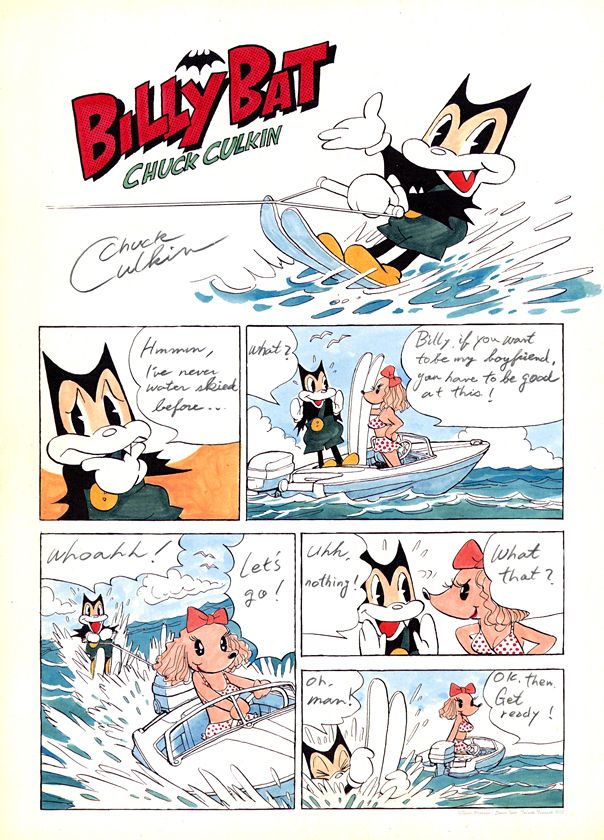 BILLY BAT
CHUCK CULKIN
Chuck
Culkin
Billy, if you want
to be my boyfriend,
you have to be good
at this!
What?
Hmmm,
I've never
water skied
before...
What
that?
Uhh,
nothing!
OK, then,
Get
ready!
Oh,
man!
Let's
go!
Whoahh!